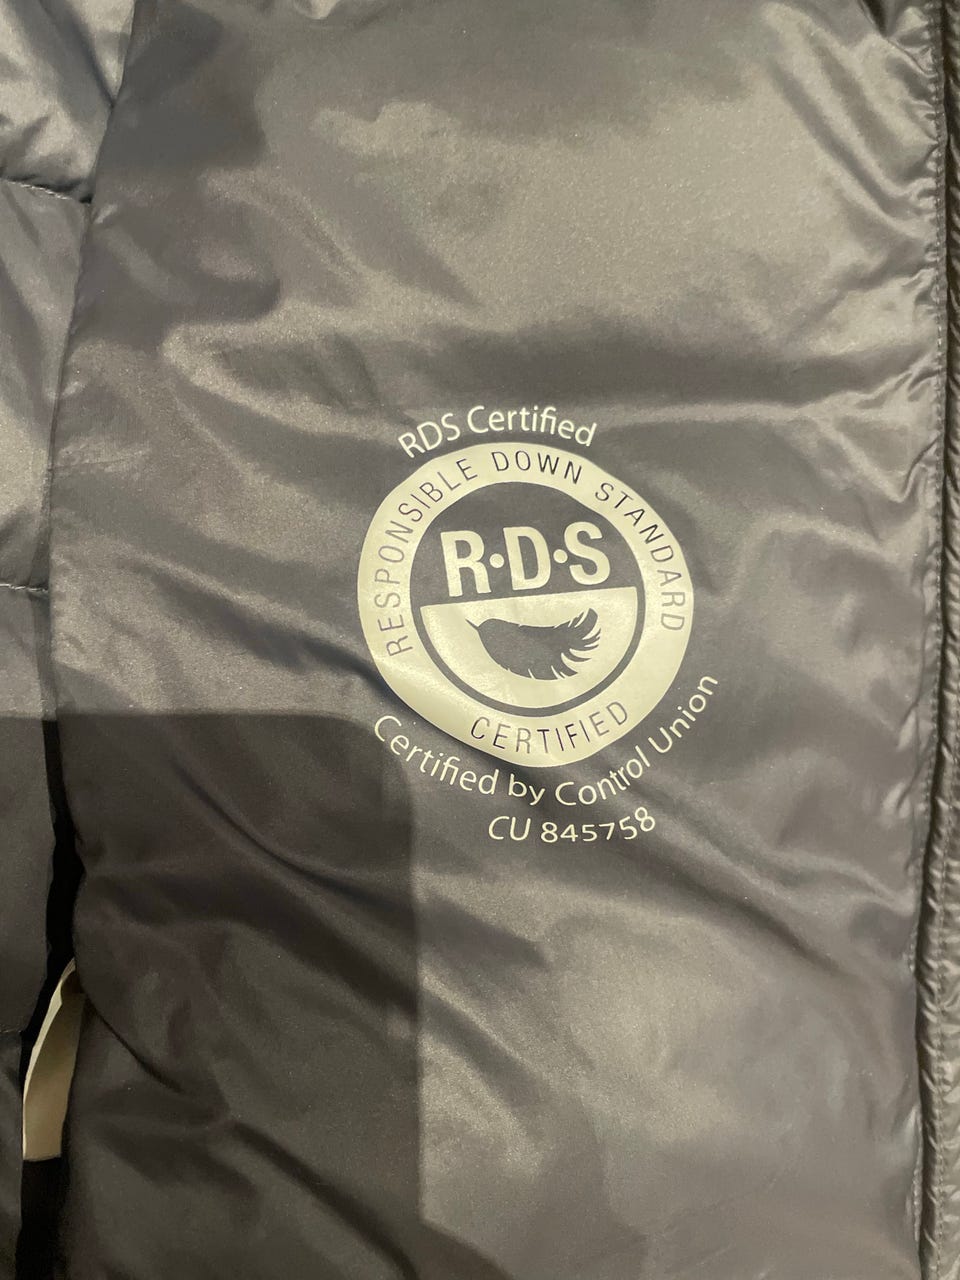 RDS Certified
RESPONSIBLE DOWN STANDARD
R·D·S
CERTIFIED
Certified by Control Union
CU 845758